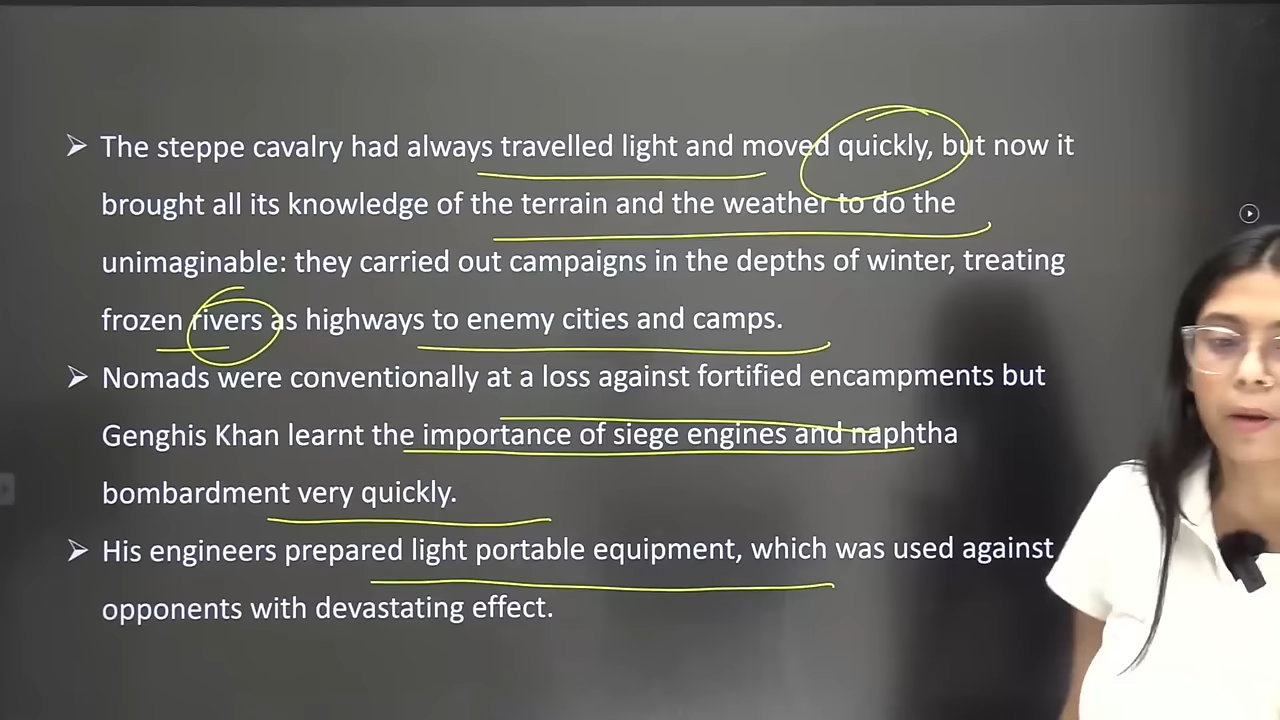 ➢ The steppe cavalry had always travelled light and moved quickly, but now it
brought all its knowledge of the terrain and the weather to do the
unimaginable: they carried out campaigns in the depths of winter, treating
frozen rivers as highways to enemy cities and camps.
➢ Nomads were conventionally at a loss against fortified encampments but
Genghis Khan learnt the importance of siege engines and naphtha
bombardment very quickly.
➢ His engineers prepared light portable equipment, which was used against
opponents with devastating effect.